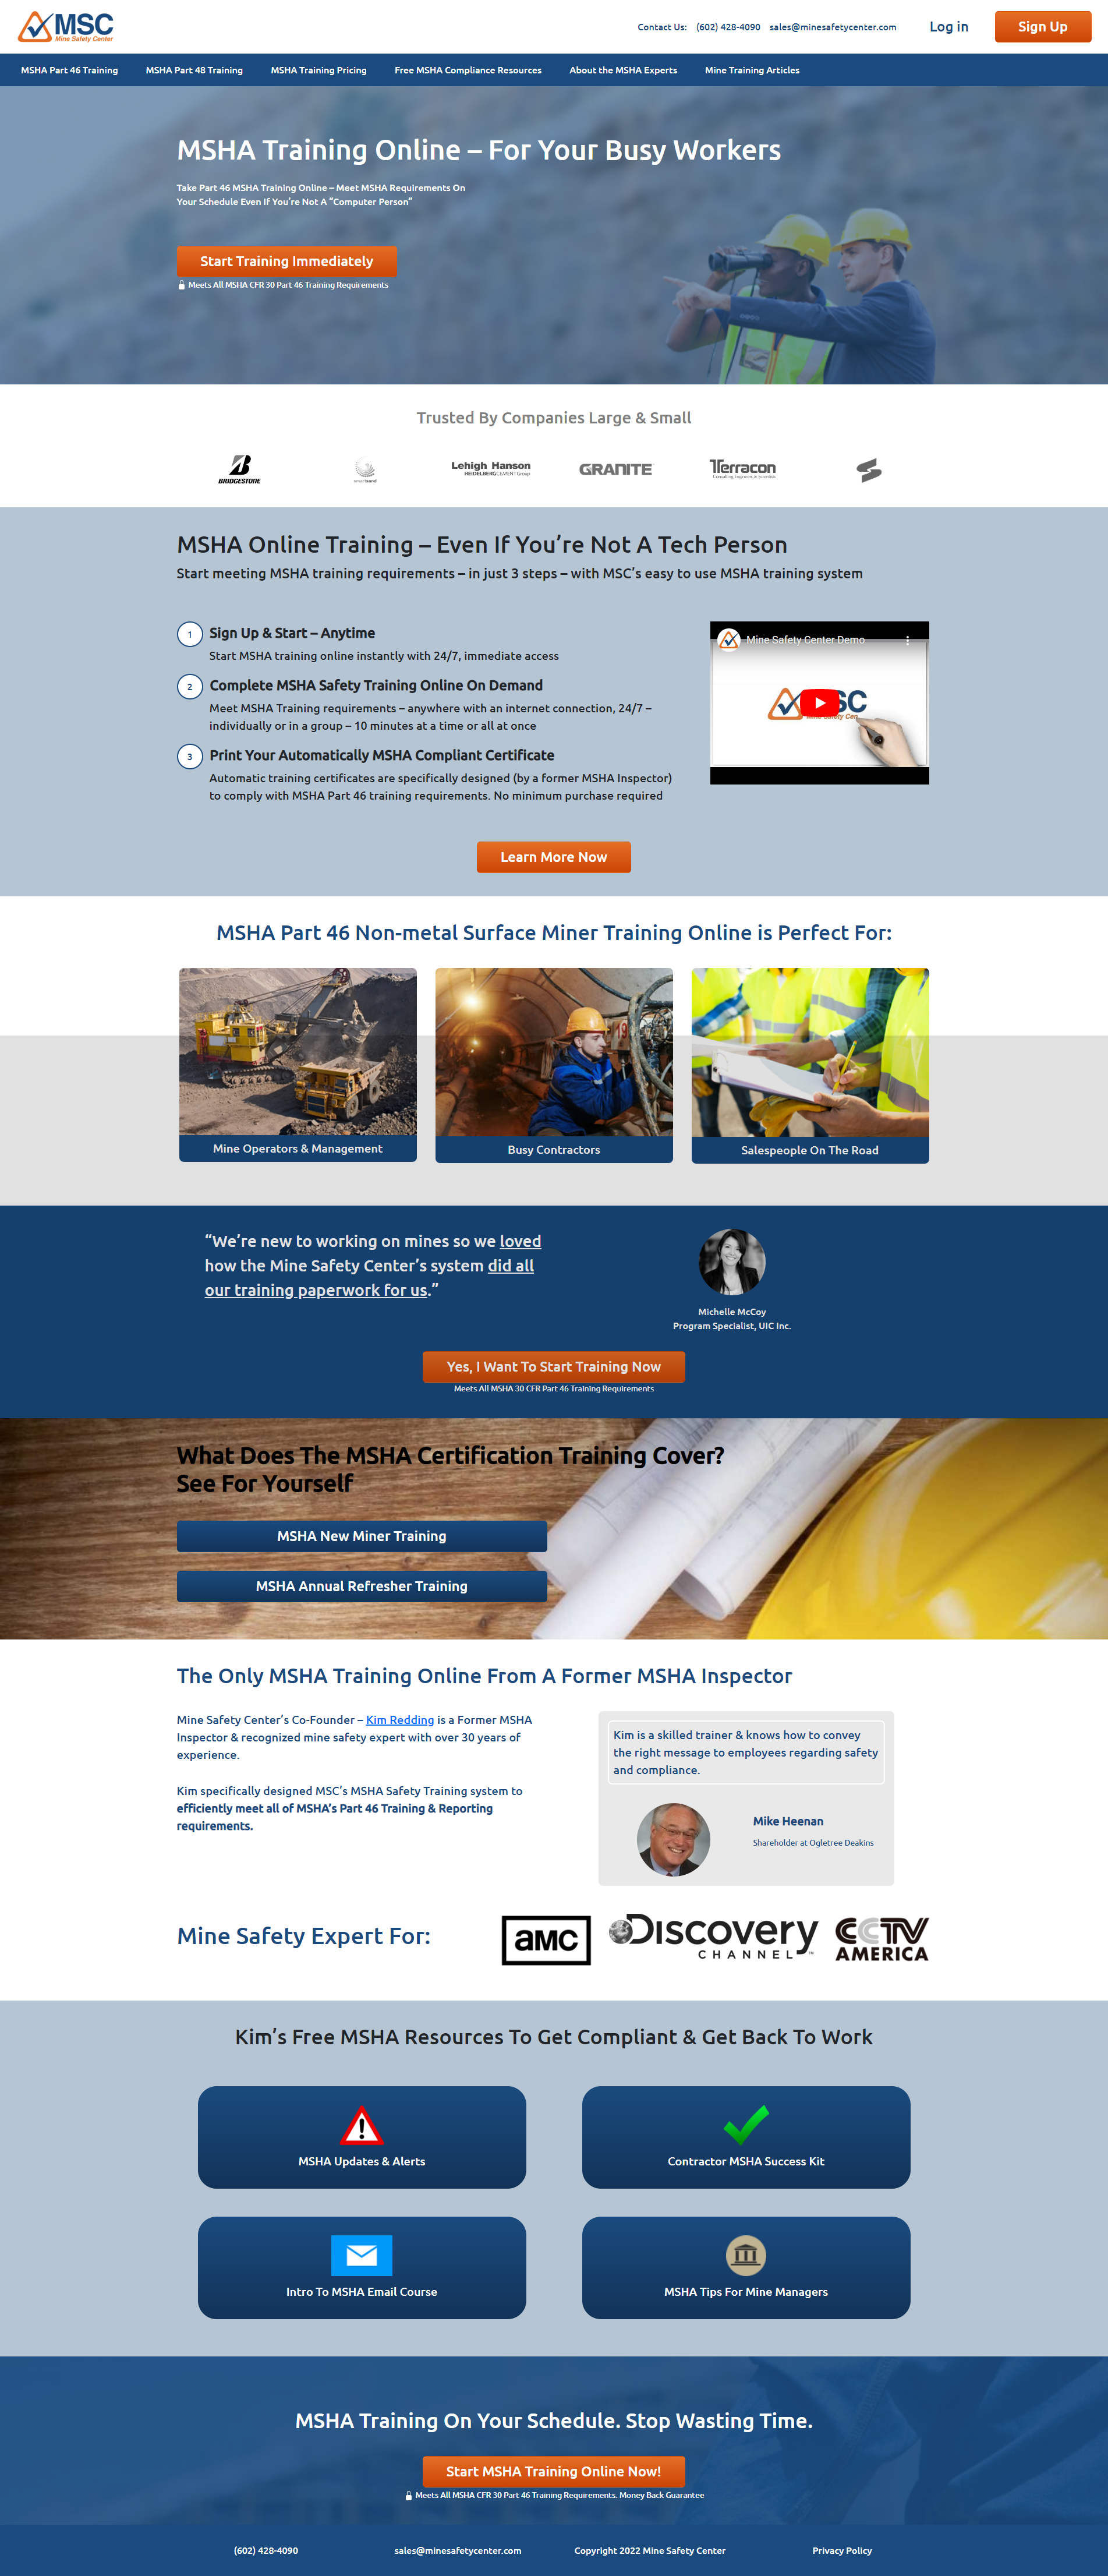 MSC
Mine Safety Center
Contact Us: (602) 428-4090 sales@minesafetycenter.com
Log in
Sign Up
MSHA Part 46 Training
MSHA Part 48 Training
MSHA Training Pricing
Free MSHA Compliance Resources
About the MSHA Experts
Mine Training Articles
MSHA Training Online – For Your Busy Workers
Take Part 46 MSHA Training Online – Meet MSHA Requirements On
Your Schedule Even If You’re Not A “Computer Person”
Start Training Immediately
Meets All MSHA CFR 30 Part 46 Training Requirements
Trusted By Companies Large & Small
BRIDGESTONE
Lehigh Hanson
HEIDELBERGCEMENT Group
GRANITE
Terracon
Consulting Engineers & Scientists
MSHA Online Training – Even If You’re Not A Tech Person
Start meeting MSHA training requirements – in just 3 steps – with MSC’s easy to use MSHA training system
1
Sign Up & Start – Anytime
Start MSHA training online instantly with 24/7, immediate access
2
Complete MSHA Safety Training Online On Demand
Meet MSHA Training requirements – anywhere with an internet connection, 24/7 –
individually or in a group – 10 minutes at a time or all at once
3
Print Your Automatically MSHA Compliant Certificate
Automatic training certificates are specifically designed (by a former MSHA Inspector)
to comply with MSHA Part 46 training requirements. No minimum purchase required
Mine Safety Center Demo
SC
Learn More Now
MSHA Part 46 Non-metal Surface Miner Training Online is Perfect For:
19
Mine Operators & Management
Busy Contractors
Salespeople On The Road
“We’re new to working on mines so we loved
how the Mine Safety Center’s system did all
our training paperwork for us.”
Michelle McCoy
Program Specialist, UIC Inc.
Yes, I Want To Start Training Now
Meets All MSHA 30 CFR Part 46 Training Requirements
What Does The MSHA Certification Training Cover?
See For Yourself
MSHA New Miner Training
MSHA Annual Refresher Training
The Only MSHA Training Online From A Former MSHA Inspector
Mine Safety Center’s Co-Founder – Kim Redding is a Former MSHA
Inspector & recognized mine safety expert with over 30 years of
experience.
Kim specifically designed MSC’s MSHA Safety Training system to
efficiently meet all of MSHA’s Part 46 Training & Reporting
requirements.
Kim is a skilled trainer & knows how to convey
the right message to employees regarding safety
and compliance.
Mike Heenan
Shareholder at Ogletree Deakins
Mine Safety Expert For:
amc
Discovery
CHANNEL
CCTV
AMERICA
Kim’s Free MSHA Resources To Get Compliant & Get Back To Work
MSHA Updates & Alerts
Contractor MSHA Success Kit
Intro To MSHA Email Course
MSHA Tips For Mine Managers
MSHA Training On Your Schedule. Stop Wasting Time.
Start MSHA Training Online Now!
Meets All MSHA CFR 30 Part 46 Training Requirements. Money Back Guarantee
(602) 428-4090
sales@minesafetycenter.com
Copyright 2022 Mine Safety Center
Privacy Policy